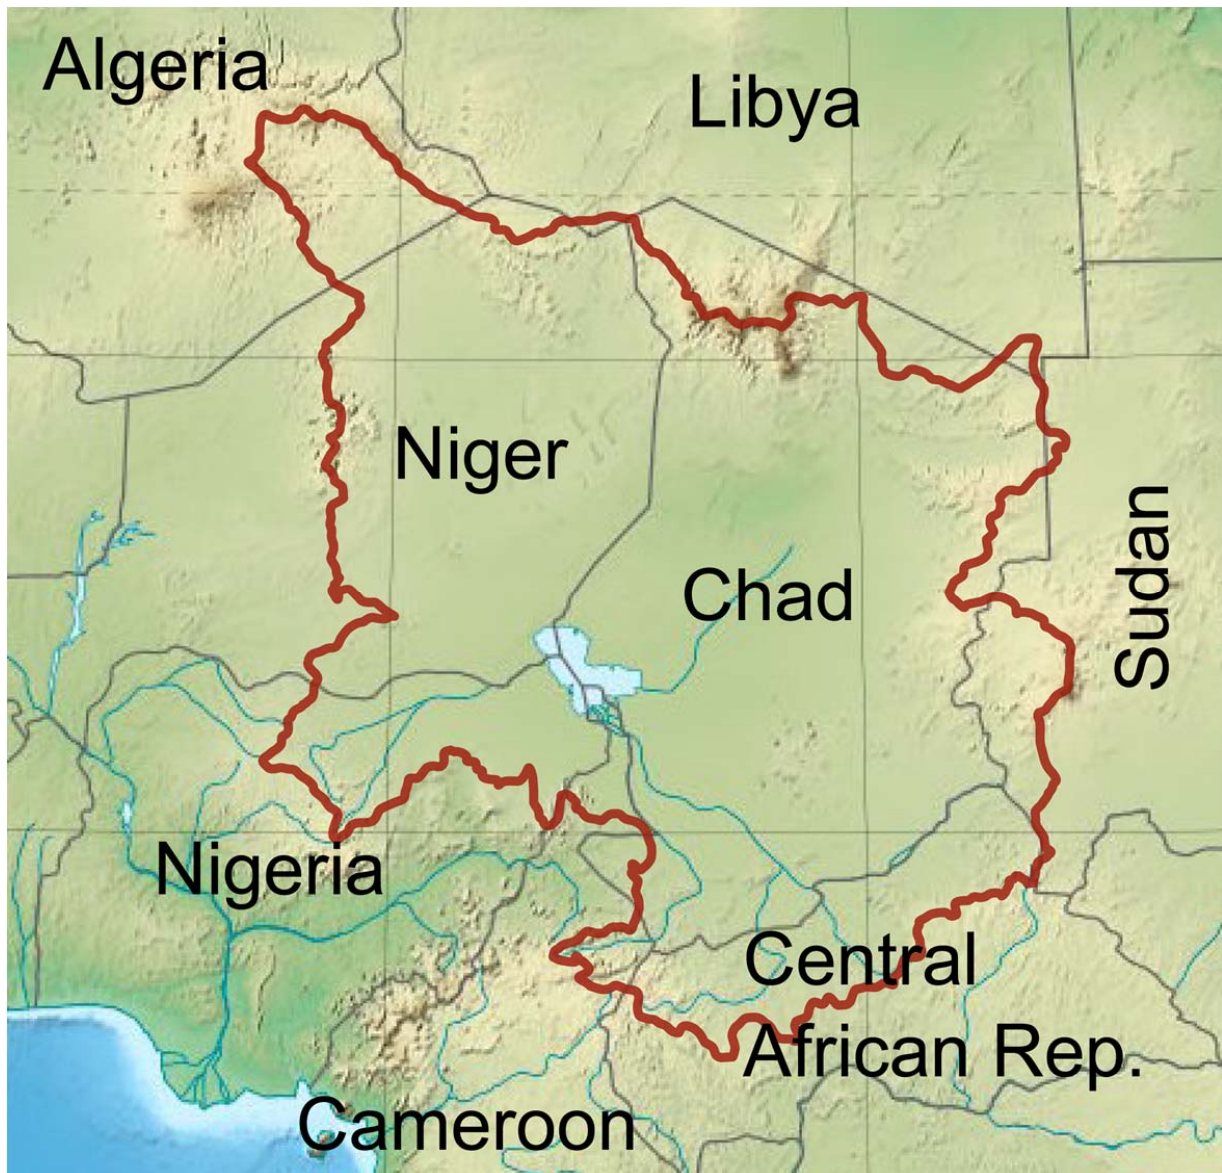 Algeria
Libya
Niger
Chad
Sudan
Nigeria
Central
African Rep.
Cameroon